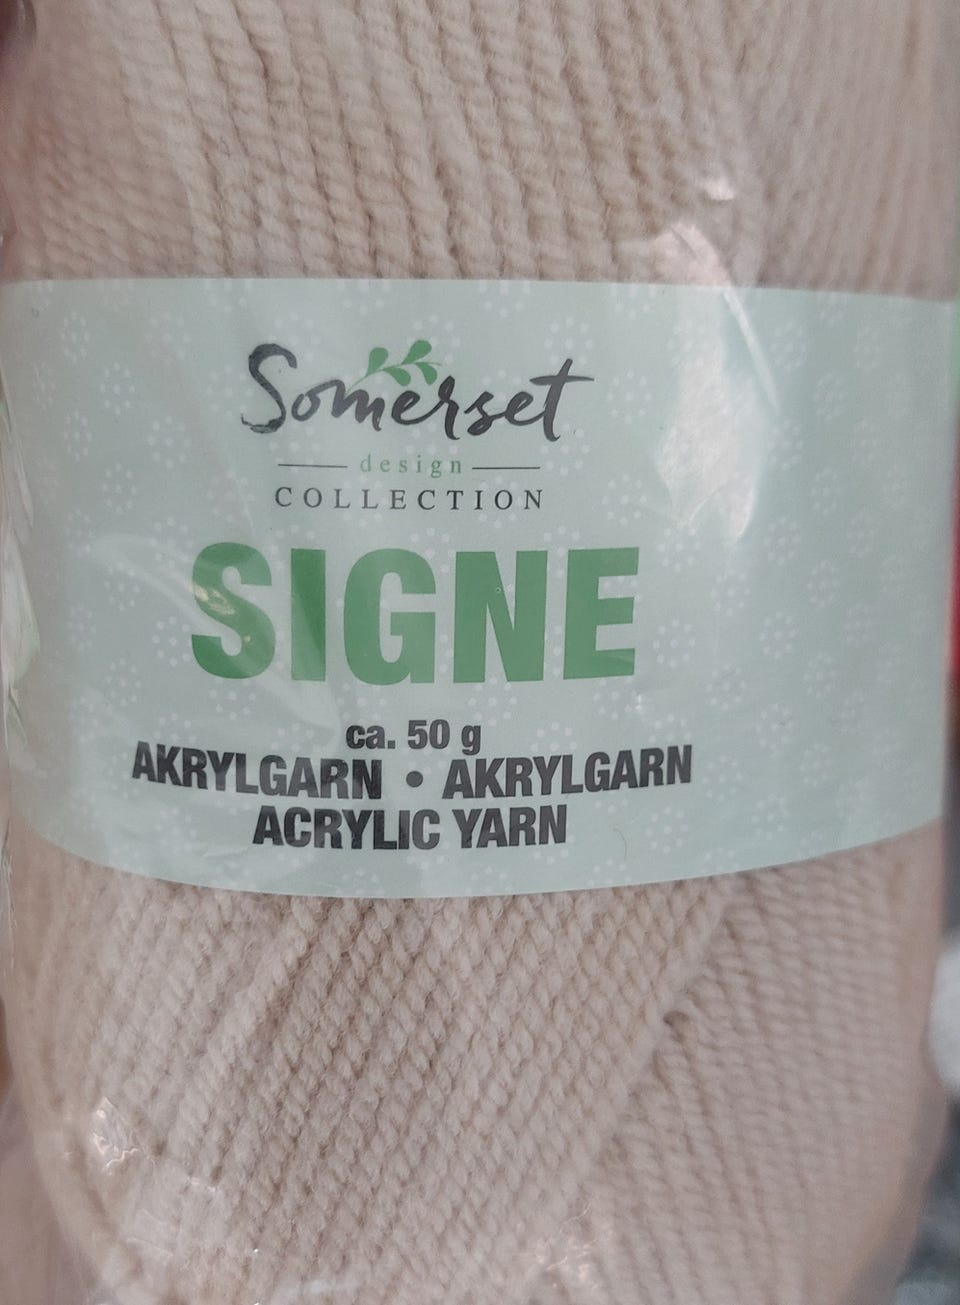 Somerset
design
COLLECTION
SIGNE
ca. 50 g
AKRYLGARN • AKRYLGARN
ACRYLIC YARN